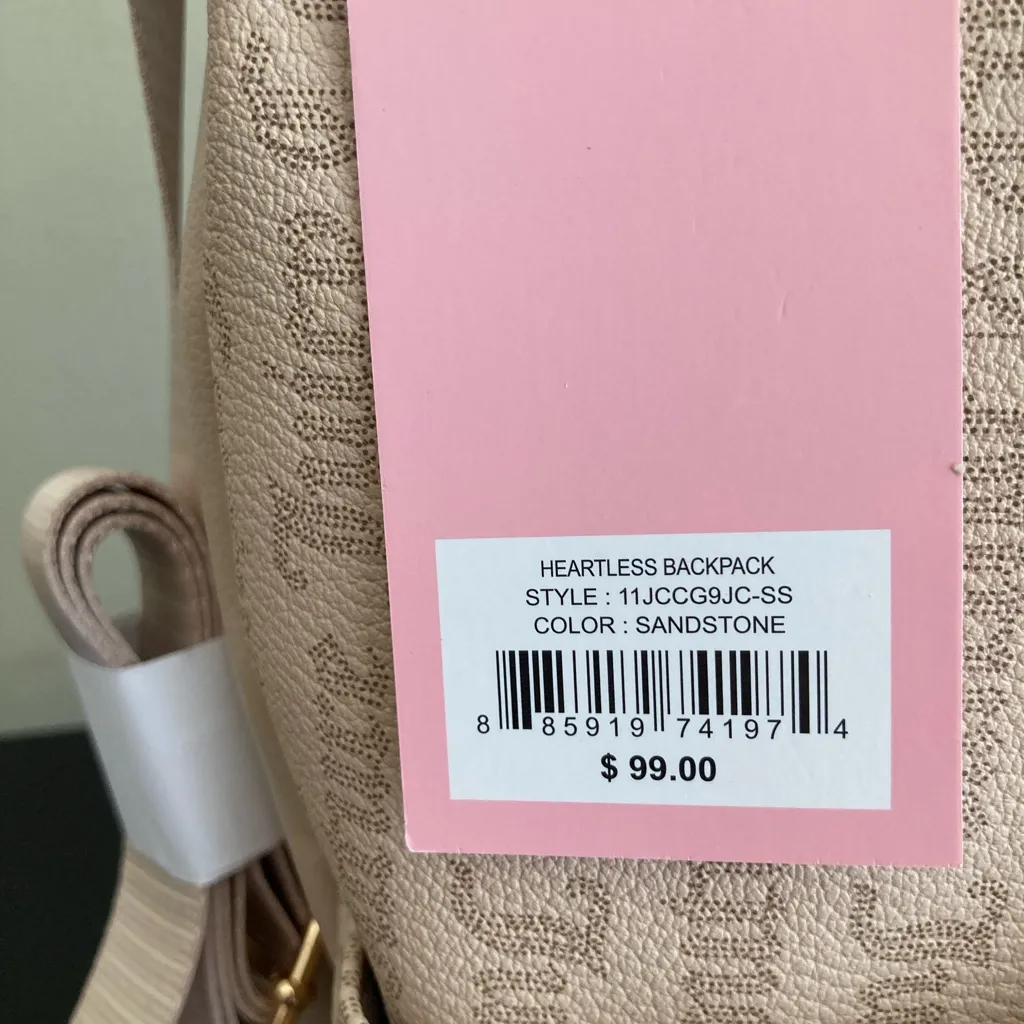 HEARTLESS BACKPACK
STYLE : 11JCCG9JC-SS
COLOR : SANDSTONE
8 85919 74197 4
$ 99.00